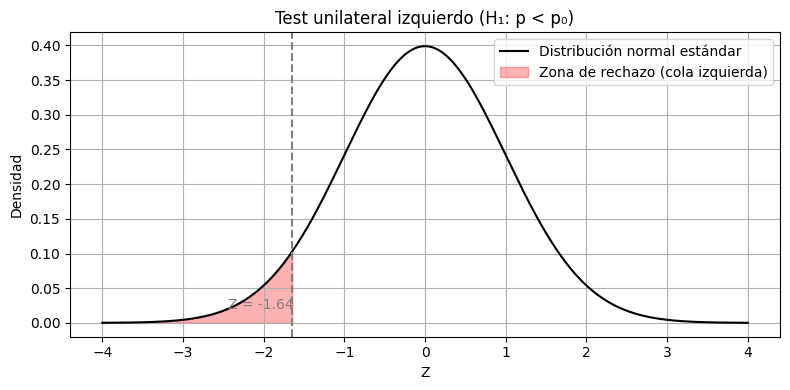 Test unilateral izquierdo (H₁: p < p₀)
Distribución normal estándar
Zona de rechazo (cola izquierda)
0.40
0.35
0.30
0.25
0.20
0.15
0.10
0.05
0.00
Densidad
Z = -1.64
−4 −3 −2 −1 0 1 2 3 4
Z